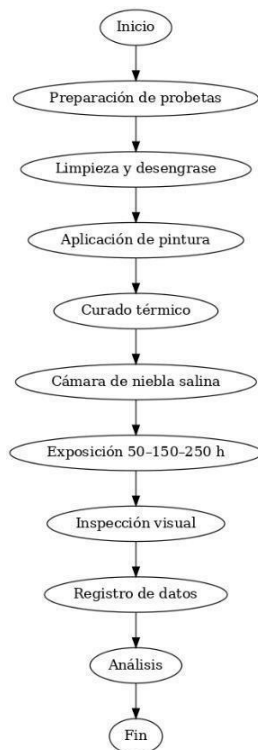 Inicio
Preparación de probetas
Limpieza y desengrase
Aplicación de pintura
Curado térmico
Cámara de niebla salina
Exposición 50–150–250 h
Inspección visual
Registro de datos
Análisis
Fin